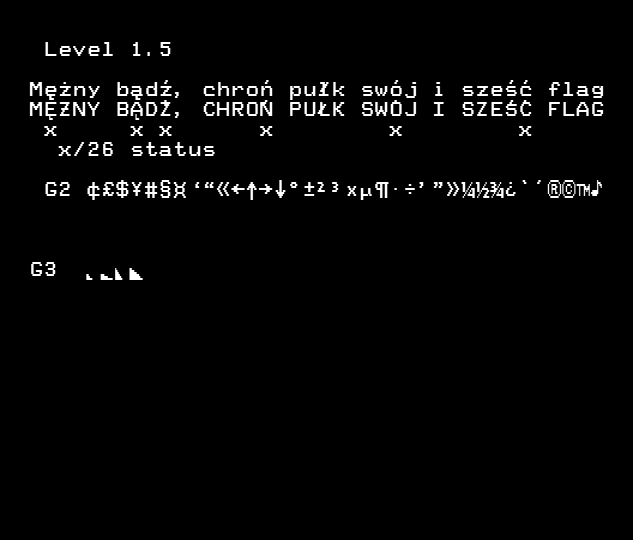 Level 1.5
Mężny bądź, chroń pułk swój i sześć flag
MĘŻNY BĄDŹ, CHROŃ PUŁK SWÓJ I SZEŚĆ FLAG
x x x x x x
x/26 status
G2 ¢£$¥#§¤ ‘“«←↑→↓°±²³×µ¶·÷’”»¼½¾¿`´®©™♪
G3